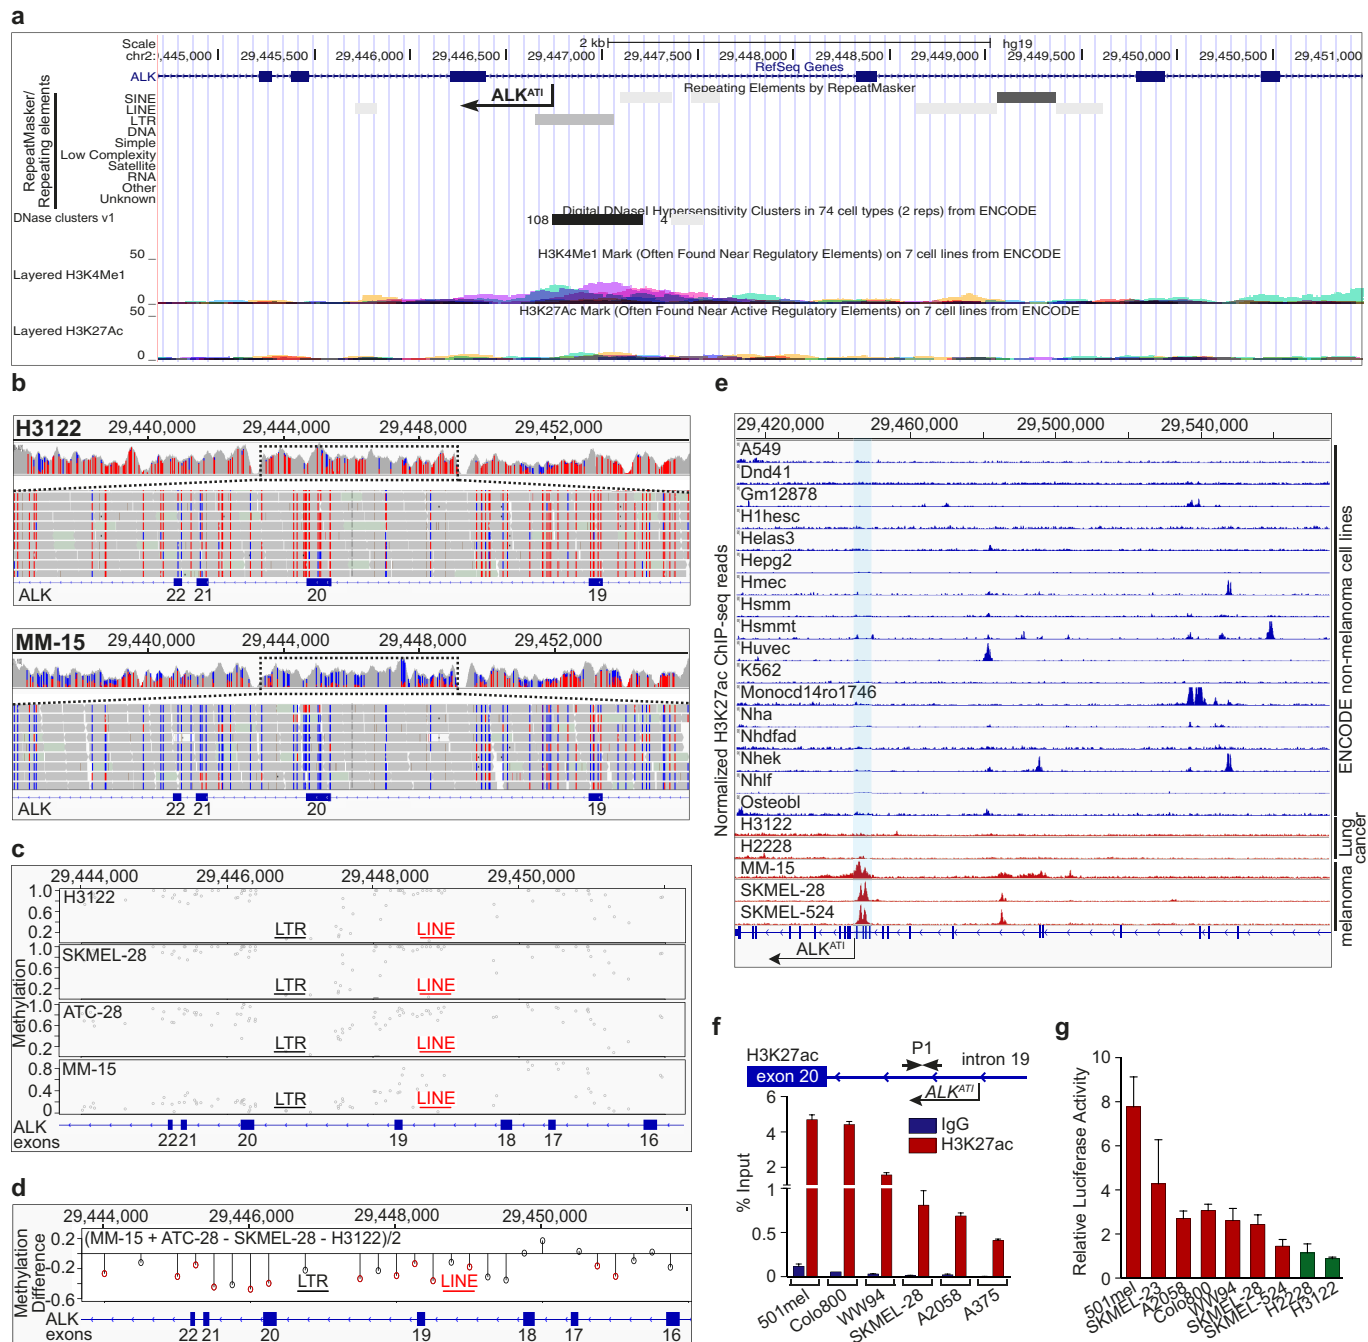 a
Scale
2 kb
hg19
chr2:
,445,000
29,445,500
29,446,000
29,446,500
29,447,000
29,447,500
29,448,000
29,448,500
29,449,000
29,449,500
29,450,000
29,450,500
29,451,000
RefSeq Genes
ALK
Repeating Elements by RepeatMasker
RepeatMasker/
Repeating elements
SINE
LINE
LTR
DNA
Simple
Low Complexity
Satellite
RNA
Other
Unknown
ALKATI
Digital DNaseI Hypersensitivity Clusters in 74 cell types (2 reps) from ENCODE
DNase clusters v1
108
4
H3K4Me1 Mark (Often Found Near Regulatory Elements) on 7 cell lines from ENCODE
50
Layered H3K4Me1
0
H3K27Ac Mark (Often Found Near Active Regulatory Elements) on 7 cell lines from ENCODE
50
Layered H3K27Ac
0
b
H3122
29,440,000
29,444,000
29,448,000
29,452,000
ALK
22 21 20 19
MM-15
29,440,000
29,444,000
29,448,000
29,452,000
ALK
22 21 20 19
c
29,444,000
29,446,000
29,448,000
29,450,000
Methylation
1.0
0.6
0.2
H3122
LTR
LINE
1.0
0.6
0.2
SKMEL-28
LTR
LINE
1.0
0.6
0.2
ATC-28
LTR
LINE
0.8
0.4
0
MM-15
LTR
LINE
ALK
exons
22 21 20 19 18 17 16
d
29,444,000
29,446,000
29,448,000
29,450,000
Methylation
Difference
0.2
-0.2
-0.6
(MM-15 + ATC-28 - SKMEL-28 - H3122)/2
LTR
LINE
ALK
exons
22 21 20 19 18 17 16
e
29,420,000
29,460,000
29,500,000
29,540,000
Normalized H3K27ac ChIP-seq reads
A549
Dnd41
Gm12878
H1hesc
Helas3
Hepg2
Hmec
Hsmm
Hsmmt
Huvec
K562
Monocd14ro1746
Nha
Nhdfad
Nhek
Nhlf
Osteobl
H3122
H2228
MM-15
SKMEL-28
SKMEL-524
ENCODE non-melanoma cell lines
Lung
cancer
melanoma
ALKATI
f
H3K27ac
P1
intron 19
exon 20
ALKATI
IgG
H3K27ac
% Input
6
4
2
1
0.5
0
501mel
Colo800
WW94
SKMEL-28
A2058
A375
g
Relative Luciferase Activity
10
8
6
4
2
0
501mel
SKMEL-23
A2058
Colo800
WW94
SKMEL-28
SKMEL-524
H2228
H3122